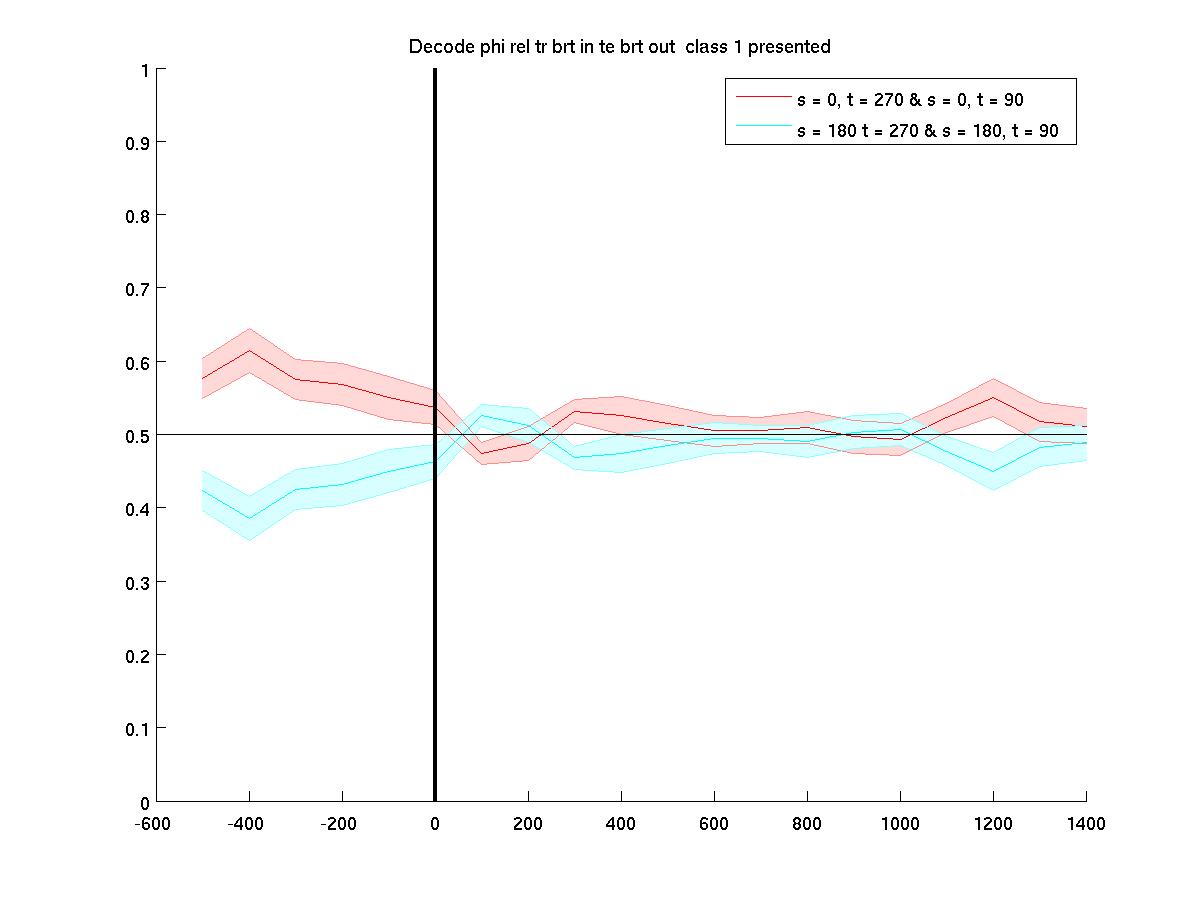 Decode phi rel tr brt in te brt out  class 1 presented
s = 0, t = 270 & s = 0, t = 90
s = 180 t = 270 & s = 180, t = 90
1
0.9
0.8
0.7
0.6
0.5
0.4
0.3
0.2
0.1
0
-600 -400 -200 0 200 400 600 800 1000 1200 1400